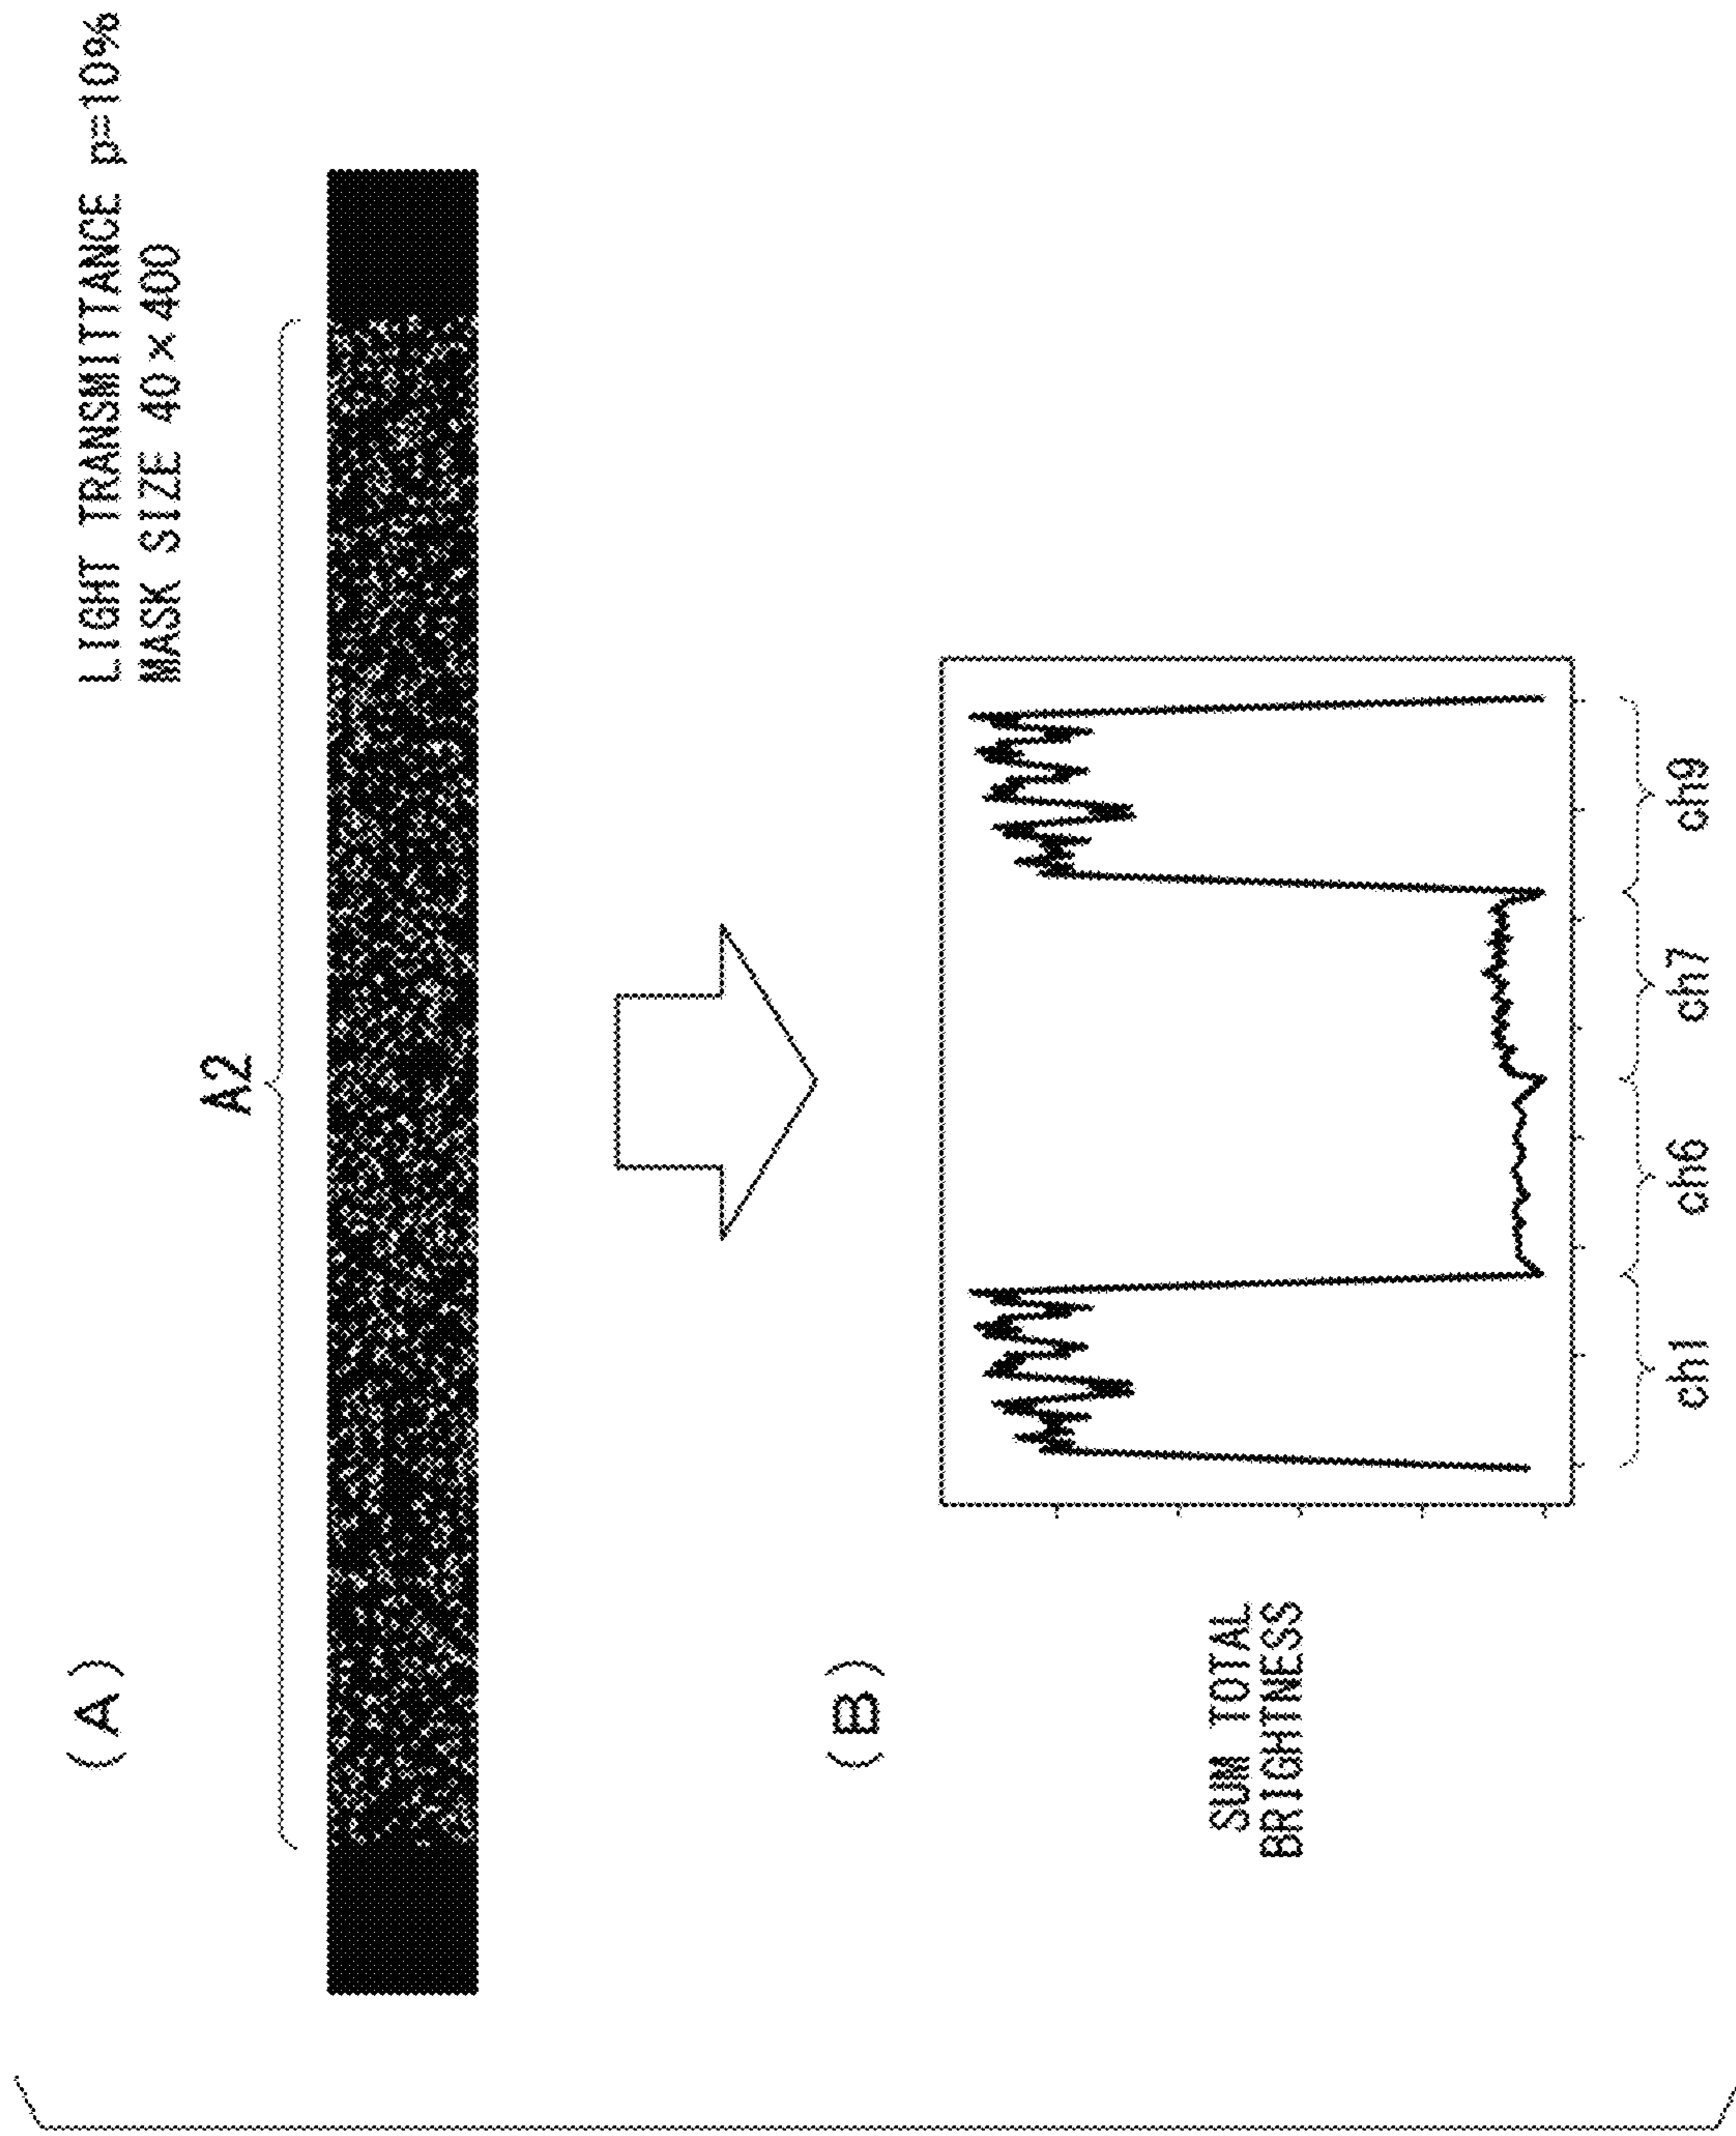 (A)
LIGHT TRANSMITTANCE p=10%
MASK SIZE 40×400
A2
(B)
SUM TOTAL
BRIGHTNESS
ch1 ch6 ch7 ch9